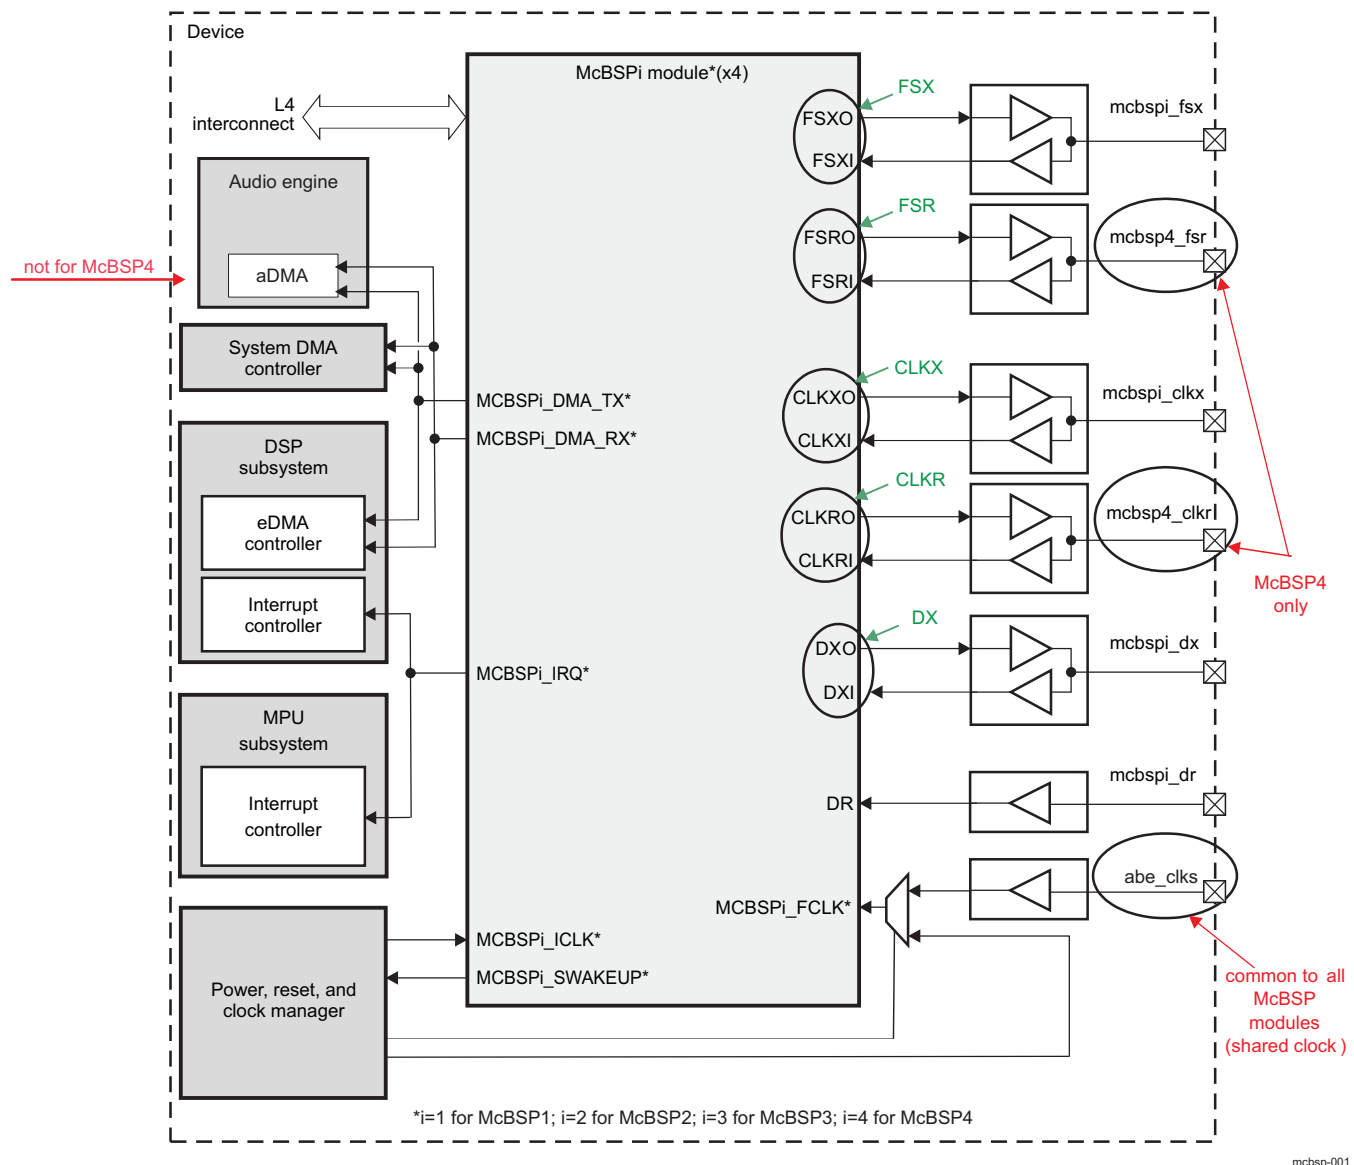 Device
McBSPi module*(x4)
L4
interconnect
Audio engine
aDMA
not for McBSP4
System DMA
controller
DSP
subsystem
eDMA
controller
Interrupt
controller
MPU
subsystem
Interrupt
controller
Power, reset, and
clock manager
MCBSPi_DMA_TX*
MCBSPi_DMA_RX*
MCBSPi_IRQ*
MCBSPi_ICLK*
MCBSPi_SWAKEUP*
FSX
FSXO
FSXI
mcbspi_fsx
FSR
FSRO
FSRI
mcbsp4_fsr
CLKX
CLKXO
CLKXI
mcbspi_clkx
CLKR
CLKRO
CLKRI
mcbsp4_clkr
McBSP4
only
DX
DXO
DXI
mcbspi_dx
DR
mcbspi_dr
MCBSPi_FCLK*
abe_clks
common to all
McBSP
modules
(shared clock )
*i=1 for McBSP1; i=2 for McBSP2; i=3 for McBSP3; i=4 for McBSP4
mcbsp-001